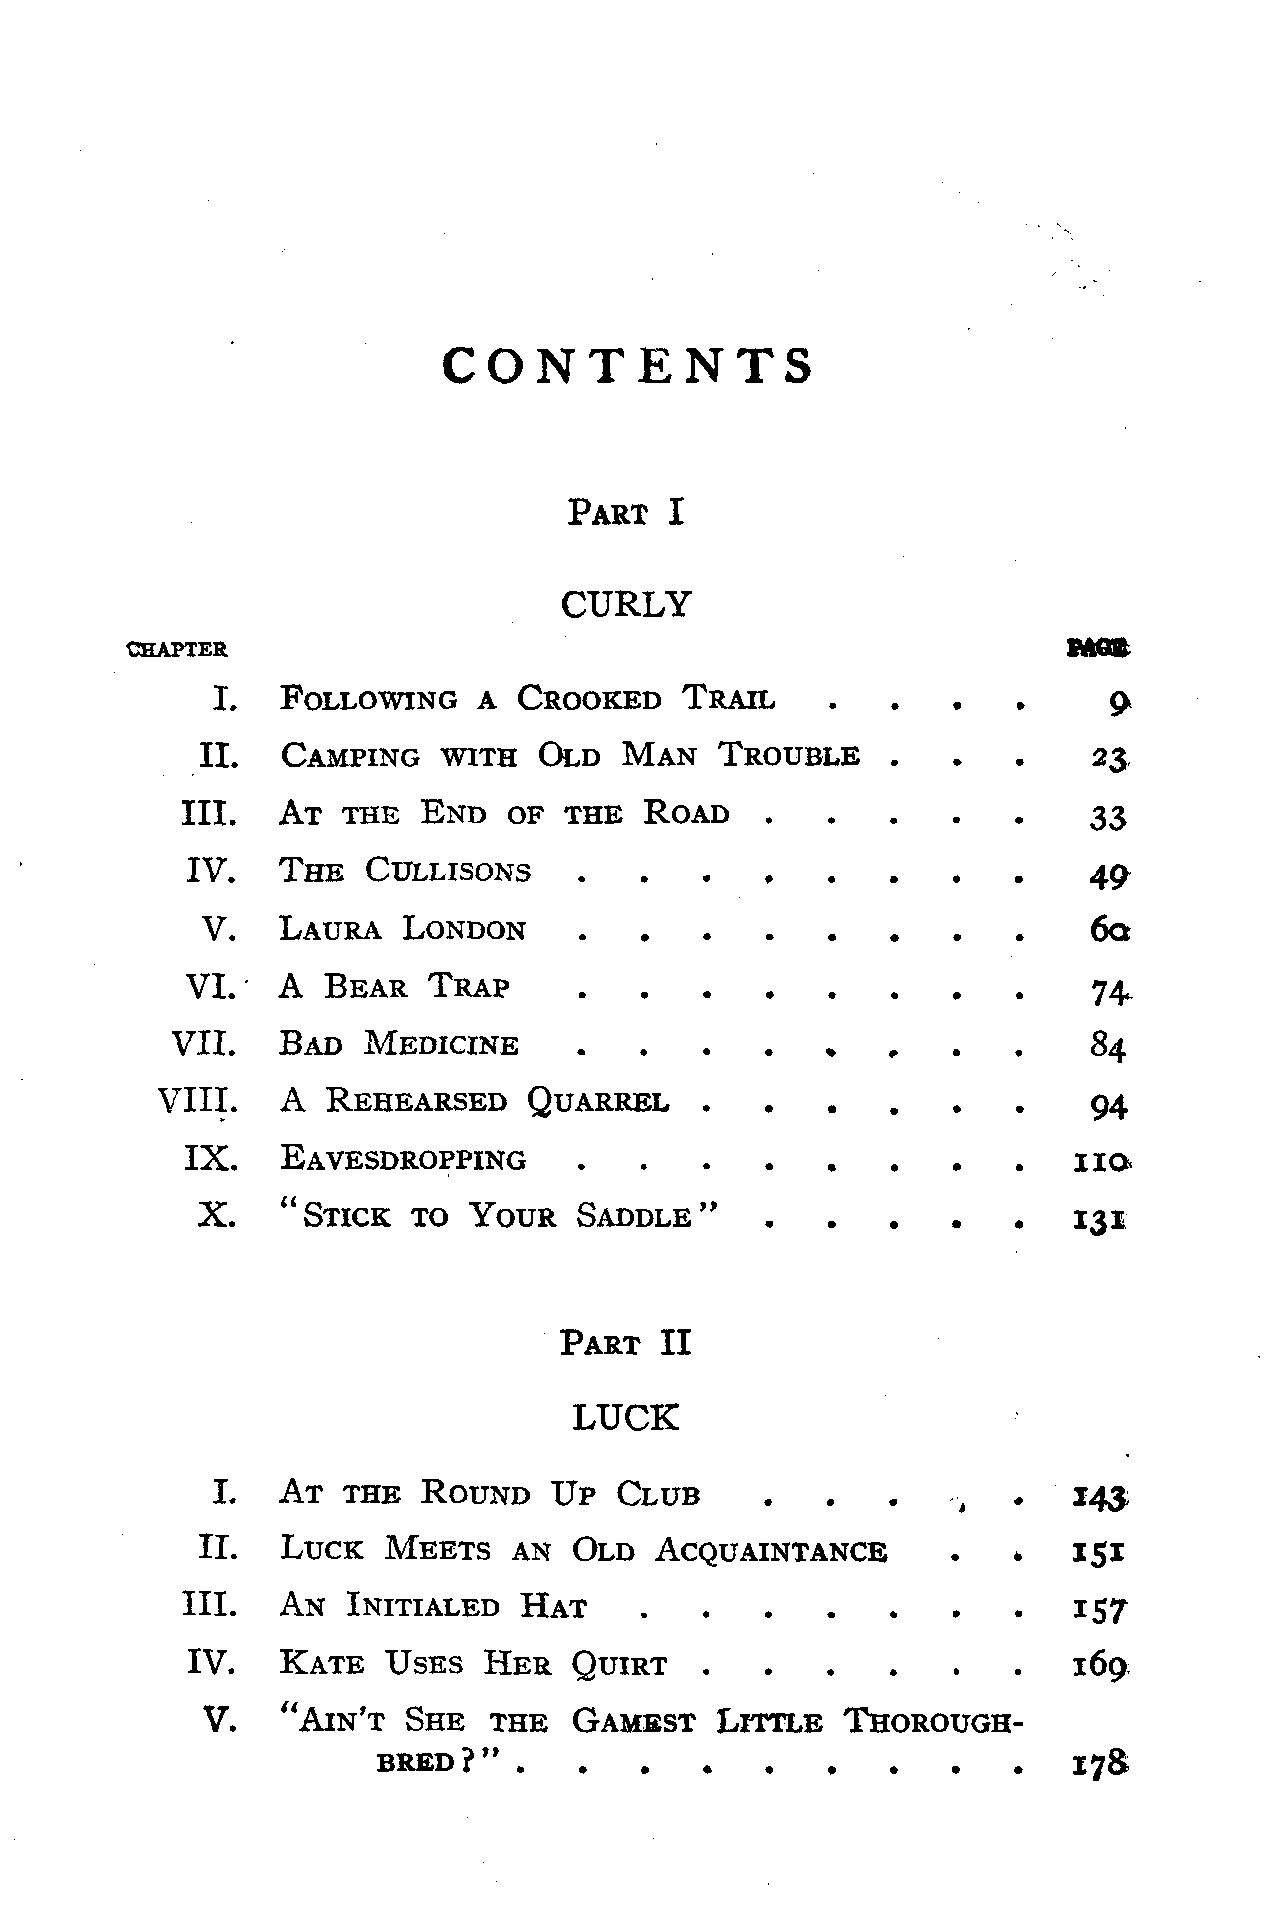 CONTENTS
PART I
CURLY
CHAPTER PAGE
I. FOLLOWING A CROOKED TRAIL . . . . 9
II. CAMPING WITH OLD MAN TROUBLE . . . 23
III. AT THE END OF THE ROAD . . . . . 33
IV. THE CULLISONS . . . . . . . . 49
V. LAURA LONDON . . . . . . . . 60
VI. A BEAR TRAP . . . . . . . . 74
VII. BAD MEDICINE . . . . . . . . 84
VIII. A REHEARSED QUARREL . . . . . . 94
IX. EAVESDROPPING . . . . . . . . 110
X. "STICK TO YOUR SADDLE" . . . . . 131
PART II
LUCK
I. AT THE ROUND UP CLUB . . . . . 143
II. LUCK MEETS AN OLD ACQUAINTANCE . . 151
III. AN INITIALED HAT . . . . . . . 157
IV. KATE USES HER QUIRT . . . . . . 169
V. "AIN'T SHE THE GAMEST LITTLE THOROUGH-
BRED?" . . . . . . . . . 178